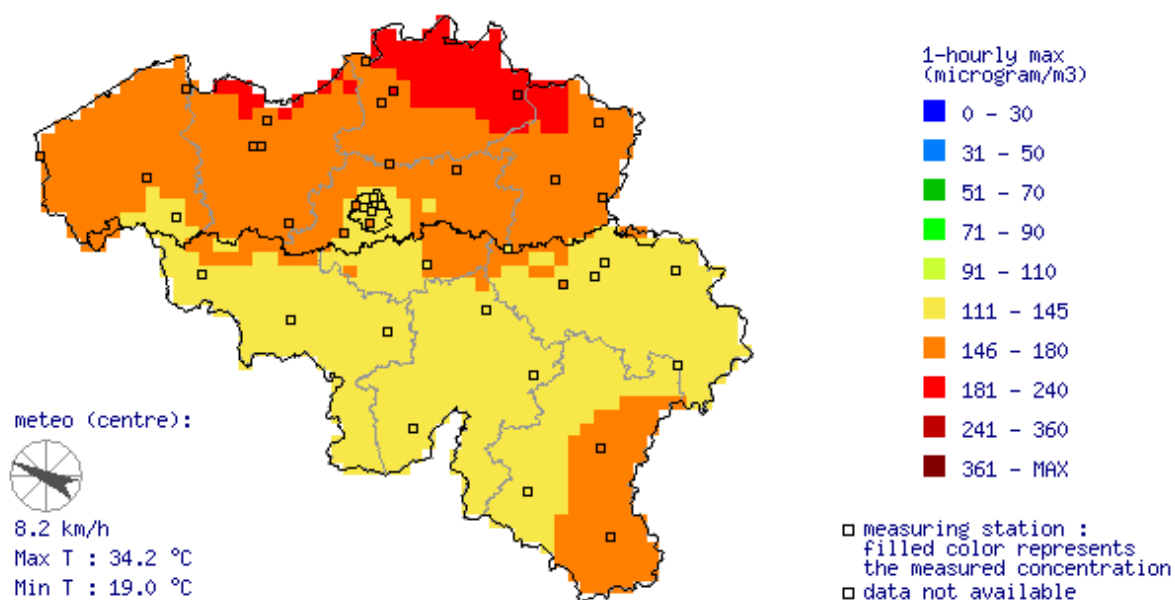 1-hourly max
(microgram/m3)
0 - 30
31 - 50
51 - 70
71 - 90
91 - 110
111 - 145
146 - 180
181 - 240
241 - 360
361 - MAX
meteo (centre):
8.2 km/h
Max T : 34.2 °C
Min T : 19.0 °C
measuring station :
filled color represents
the measured concentration
data not available